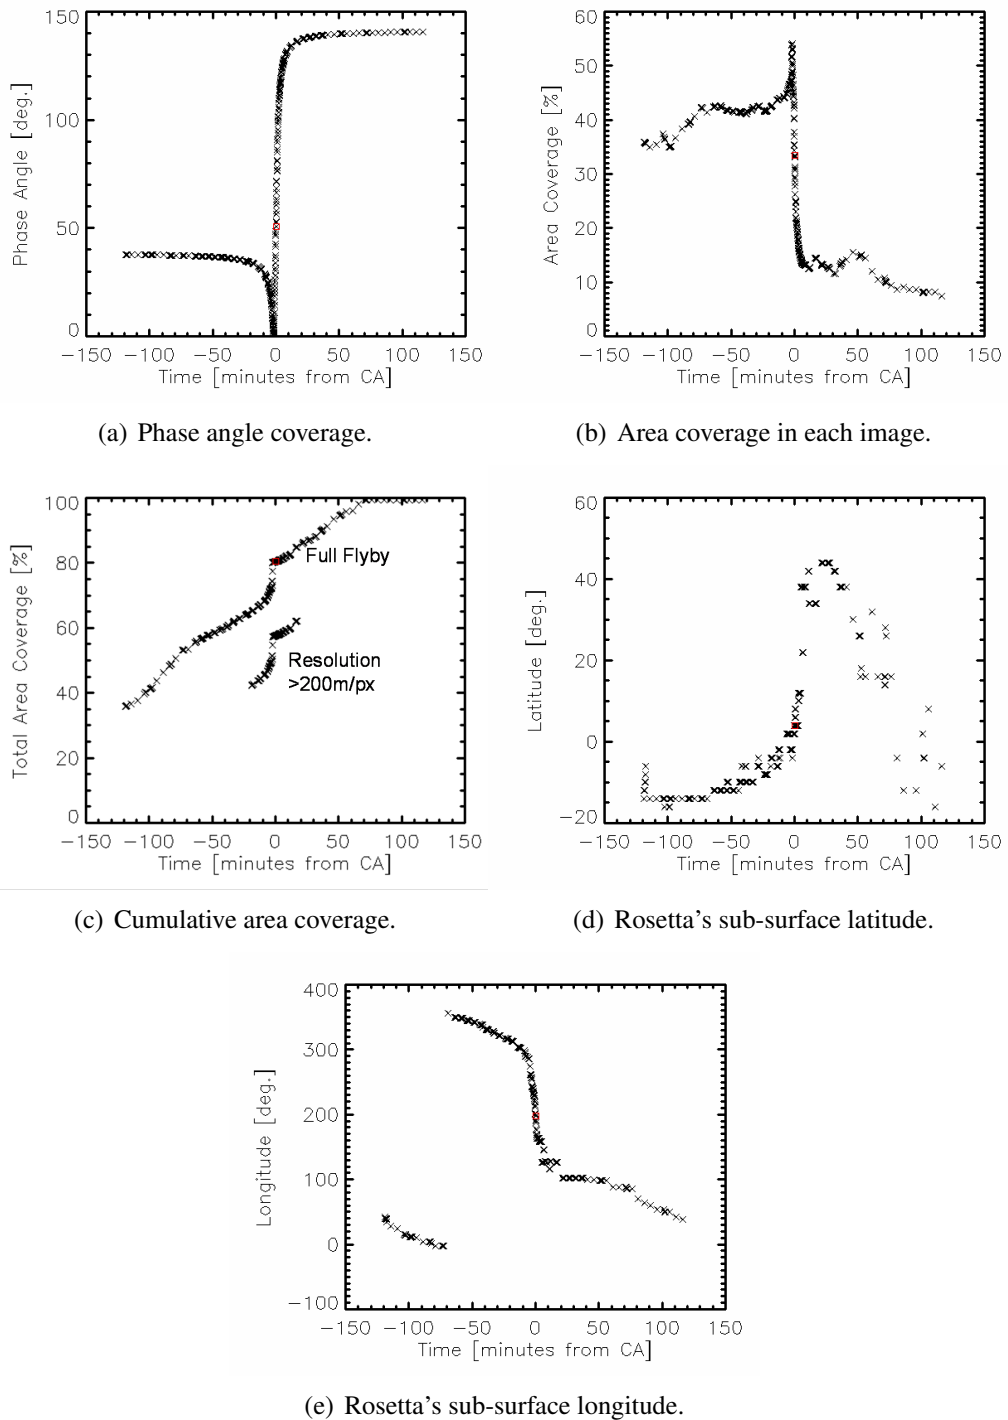 150
100
50
0
Phase Angle [deg.]
−150 −100 −50 0 50 100 150
Time [minutes from CA]
(a) Phase angle coverage.
60
50
40
30
20
10
0
Area Coverage [%]
−150 −100 −50 0 50 100 150
Time [minutes from CA]
(b) Area coverage in each image.
100
80
60
40
20
0
Total Area Coverage [%]
Full Flyby
Resolution
>200m/px
−150 −100 −50 0 50 100 150
Time [minutes from CA]
(c) Cumulative area coverage.
60
40
20
0
−20
Latitude [deg.]
−150 −100 −50 0 50 100 150
Time [minutes from CA]
(d) Rosetta's sub-surface latitude.
400
300
200
100
0
−100
Longitude [deg.]
−150 −100 −50 0 50 100 150
Time [minutes from CA]
(e) Rosetta's sub-surface longitude.